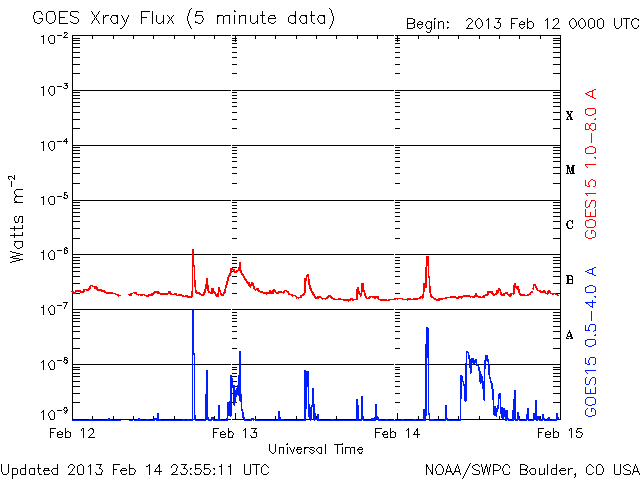 GOES Xray Flux (5 minute data)
Begin: 2013 Feb 12 0000 UTC
10-2
10-3
10-4
10-5
10-6
10-7
10-8
10-9
Watts m-2
X
M
C
B
A
GOES15 1.0-8.0 A
GOES15 0.5-4.0 A
Feb 12
Feb 13
Feb 14
Feb 15
Universal Time
Updated 2013 Feb 14 23:55:11 UTC
NOAA/SWPC Boulder, CO USA